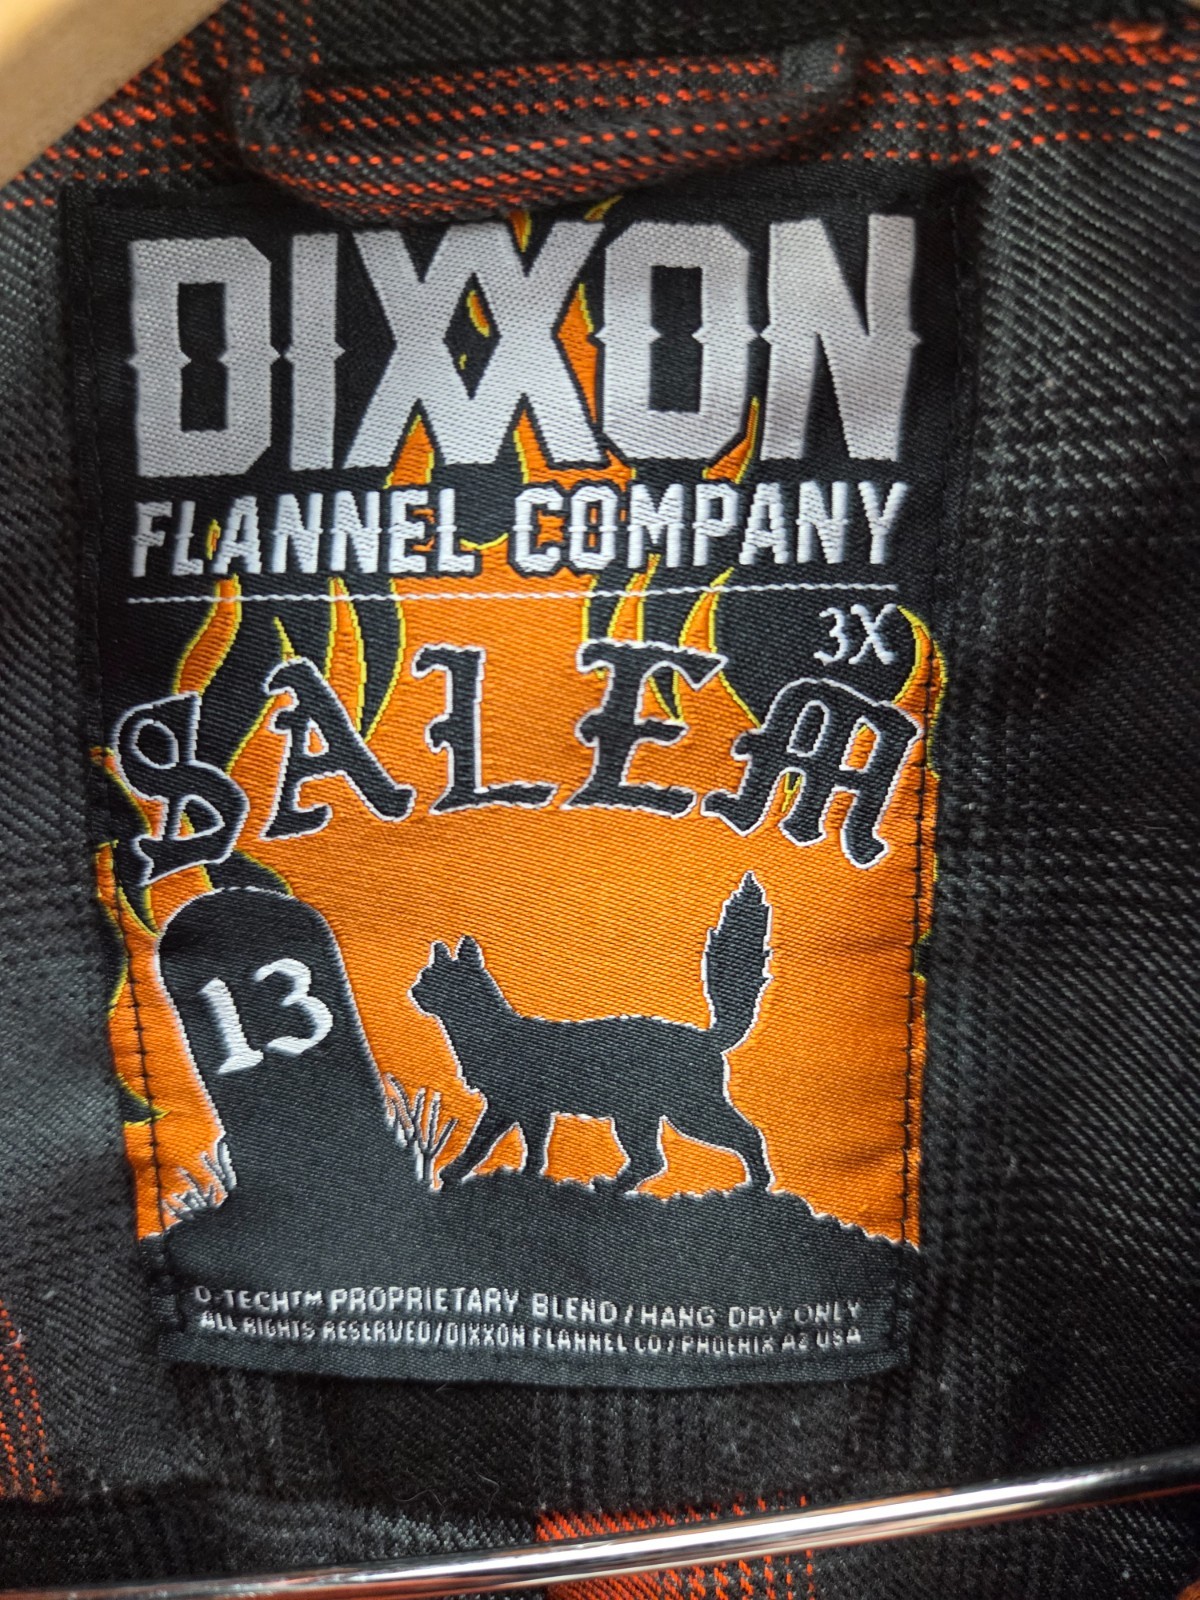 DIXXON
FLANNEL COMPANY
3X
SALEM
13
D-TECH™ PROPRIETARY BLEND/HANG DRY ONLY
ALL RIGHTS RESERVED/DIXXON FLANNEL CO/PHOENIX AZ USA